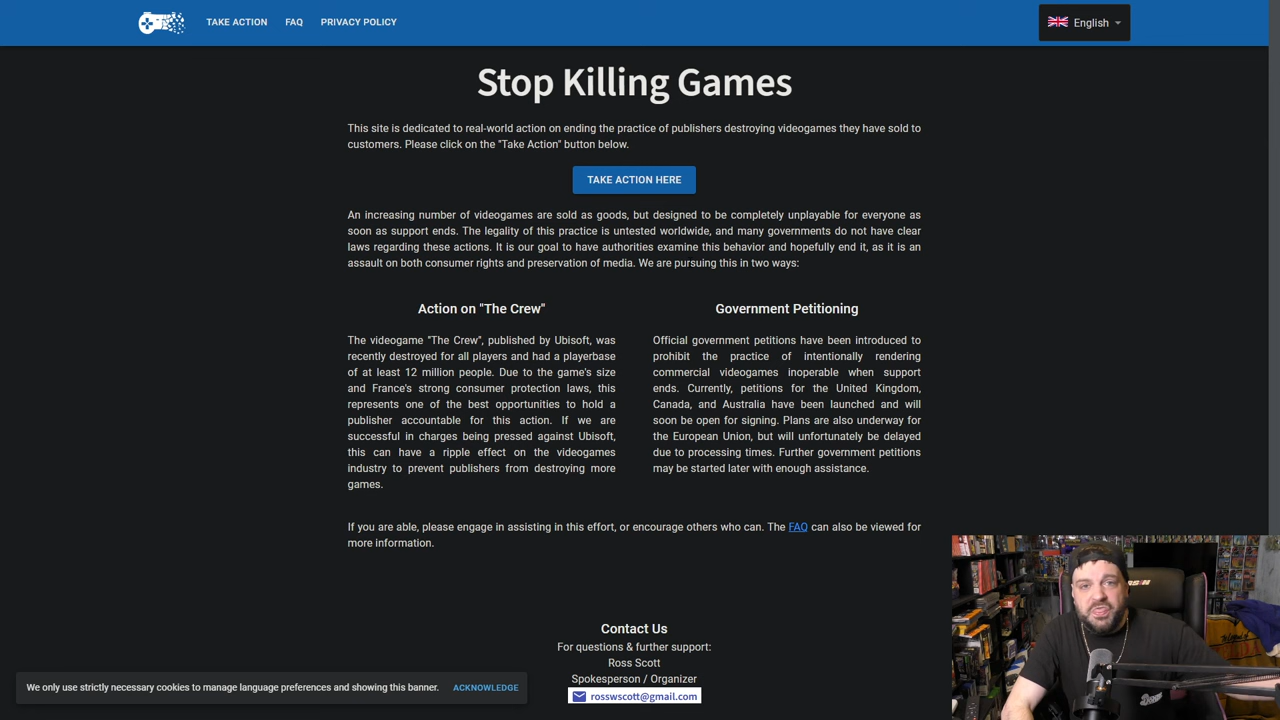 TAKE ACTION
FAQ
PRIVACY POLICY
English
Stop Killing Games
This site is dedicated to real-world action on ending the practice of publishers destroying videogames they have sold to
customers. Please click on the "Take Action" button below.
TAKE ACTION HERE
An increasing number of videogames are sold as goods, but designed to be completely unplayable for everyone as
soon as support ends. The legality of this practice is untested worldwide, and many governments do not have clear
laws regarding these actions. It is our goal to have authorities examine this behavior and hopefully end it, as it is an
assault on both consumer rights and preservation of media. We are pursuing this in two ways:
Action on "The Crew"
The videogame "The Crew", published by Ubisoft, was
recently destroyed for all players and had a playerbase
of at least 12 million people. Due to the game's size
and France's strong consumer protection laws, this
represents one of the best opportunities to hold a
publisher accountable for this action. If we are
successful in charges being pressed against Ubisoft,
this can have a ripple effect on the videogames
industry to prevent publishers from destroying more
games.
Government Petitioning
Official government petitions have been introduced to
prohibit the practice of intentionally rendering
commercial videogames inoperable when support
ends. Currently, petitions for the United Kingdom,
Canada, and Australia have been launched and will
soon be open for signing. Plans are also underway for
the European Union, but will unfortunately be delayed
due to processing times. Further government petitions
may be started later with enough assistance.
If you are able, please engage in assisting in this effort, or encourage others who can. The FAQ can also be viewed for
more information.
Contact Us
For questions & further support:
Ross Scott
Spokesperson / Organizer
rosswscott@gmail.com
We only use strictly necessary cookies to manage language preferences and showing this banner.
ACKNOWLEDGE